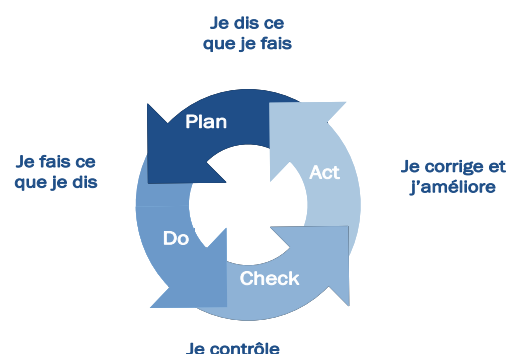 Je dis ce
que je fais
Plan
Act
Je fais ce
que je dis
Je corrige et
j'améliore
Do
Check
Je contrôle